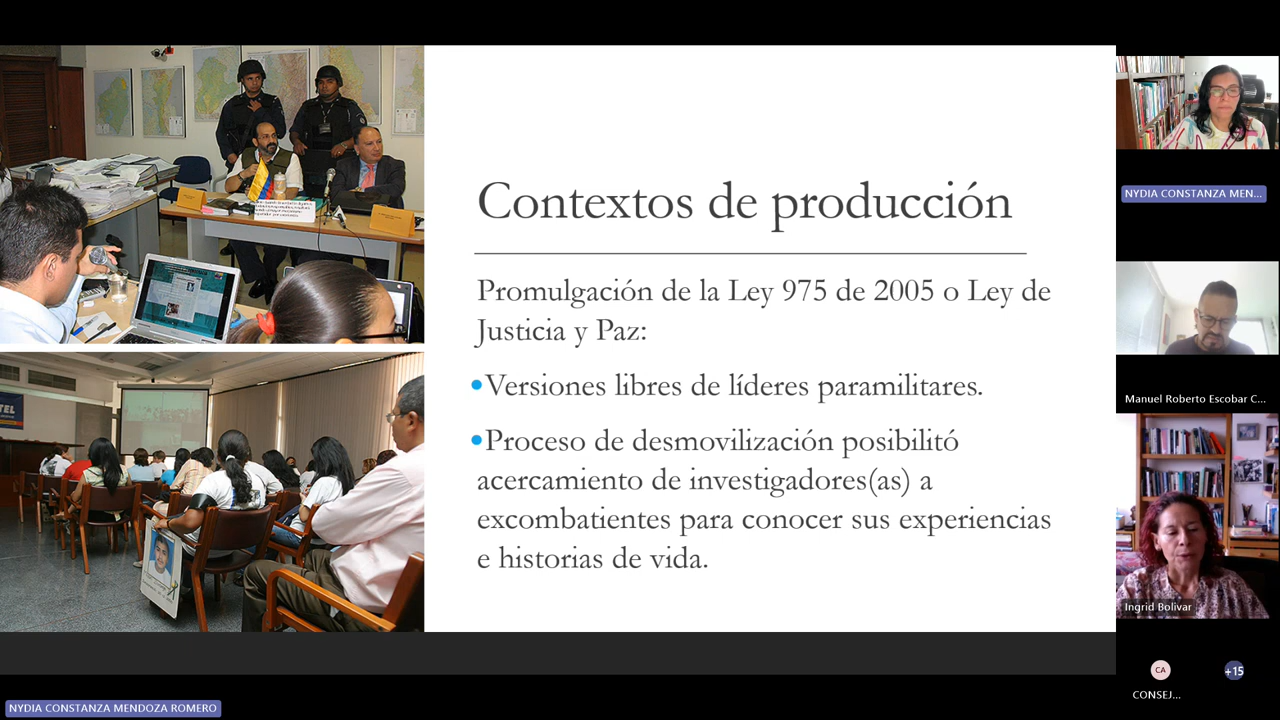 Contextos de producción
Promulgación de la Ley 975 de 2005 o Ley de
Justicia y Paz:
•Versiones libres de líderes paramilitares.
•Proceso de desmovilización posibilitó
acercamiento de investigadores(as) a
excombatientes para conocer sus experiencias
e historias de vida.
NYDIA CONSTANZA MEN...
Manuel Roberto Escobar C...
Ingrid Bolivar
CA
+15
CONSEJ...
NYDIA CONSTANZA MENDOZA ROMERO